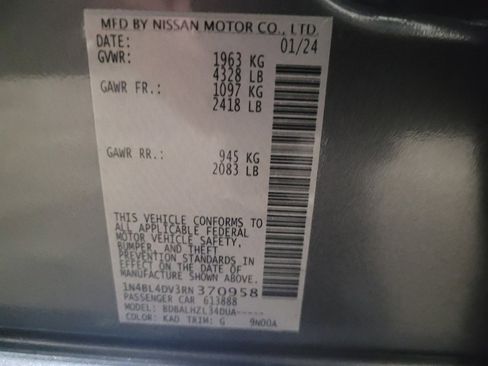 MFD BY NISSAN MOTOR CO., LTD.
DATE: 01/24
GVWR: 1963 KG
4328 LB
GAWR FR.: 1097 KG
2418 LB
GAWR RR.: 945 KG
2083 LB
THIS VEHICLE CONFORMS TO
ALL APPLICABLE FEDERAL
MOTOR VEHICLE SAFETY,
BUMPER, AND THEFT
PREVENTION STANDARDS IN
EFFECT ON THE DATE OF
MANUFACTURE SHOWN ABOVE.
1N4BL4DV3RN370958
PASSENGER CAR 613888
MODEL: BDBALHZL34DUA-----
COLOR: KAD TRIM: G 9N00A